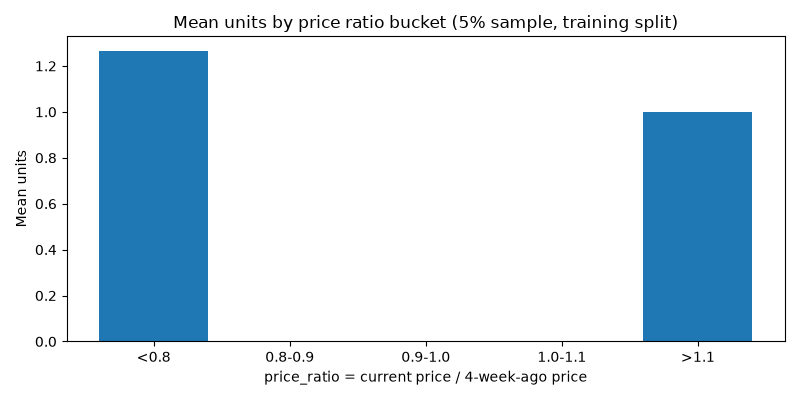 Mean units by price ratio bucket (5% sample, training split)
Mean units
1.2
1.0
0.8
0.6
0.4
0.2
0.0
<0.8 0.8-0.9 0.9-1.0 1.0-1.1 >1.1
price_ratio = current price / 4-week-ago price